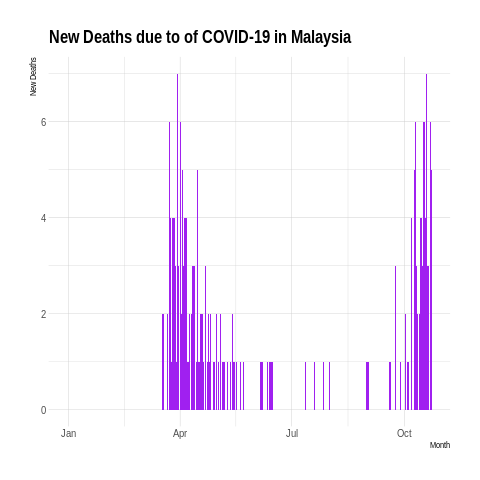 New Deaths due to of COVID-19 in Malaysia
New Deaths
6
4
2
0
Jan Apr Jul Oct
Month